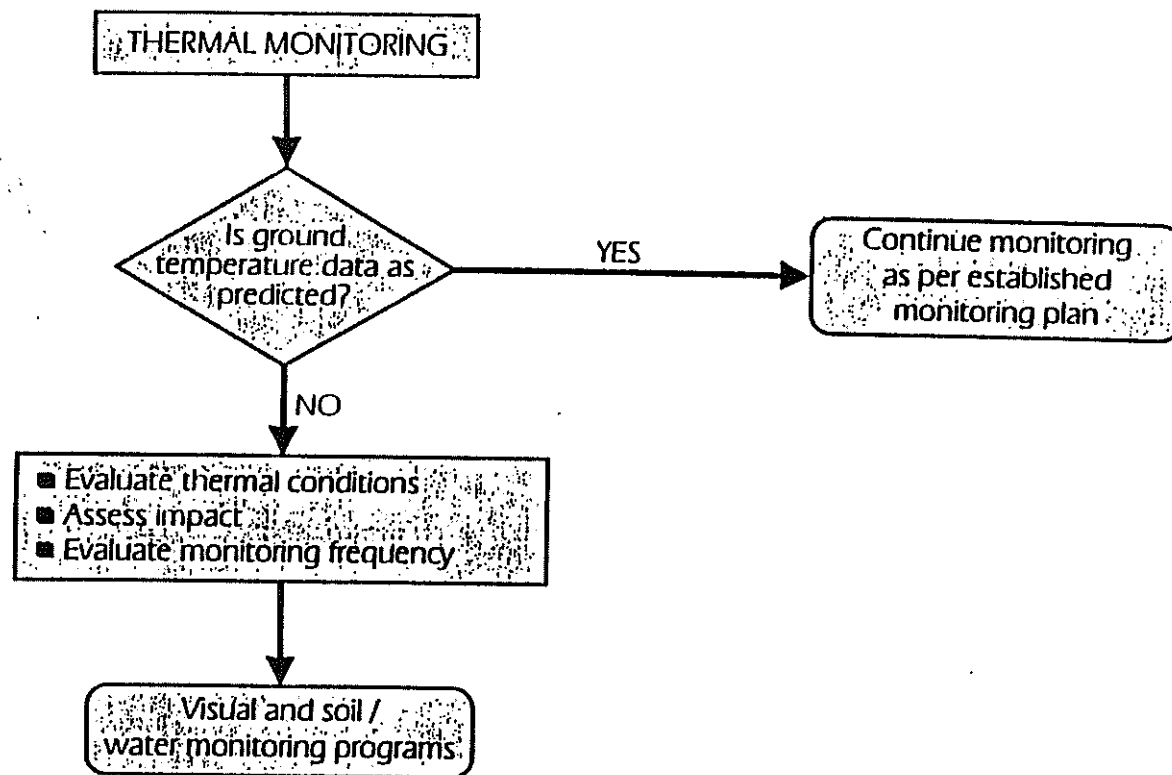 THERMAL MONITORING
Is ground
temperature data as
predicted?
YES
Continue monitoring
as per established
monitoring plan
NO
■ Evaluate thermal conditions
■ Assess impact
■ Evaluate monitoring frequency
Visual and soil /
water monitoring programs